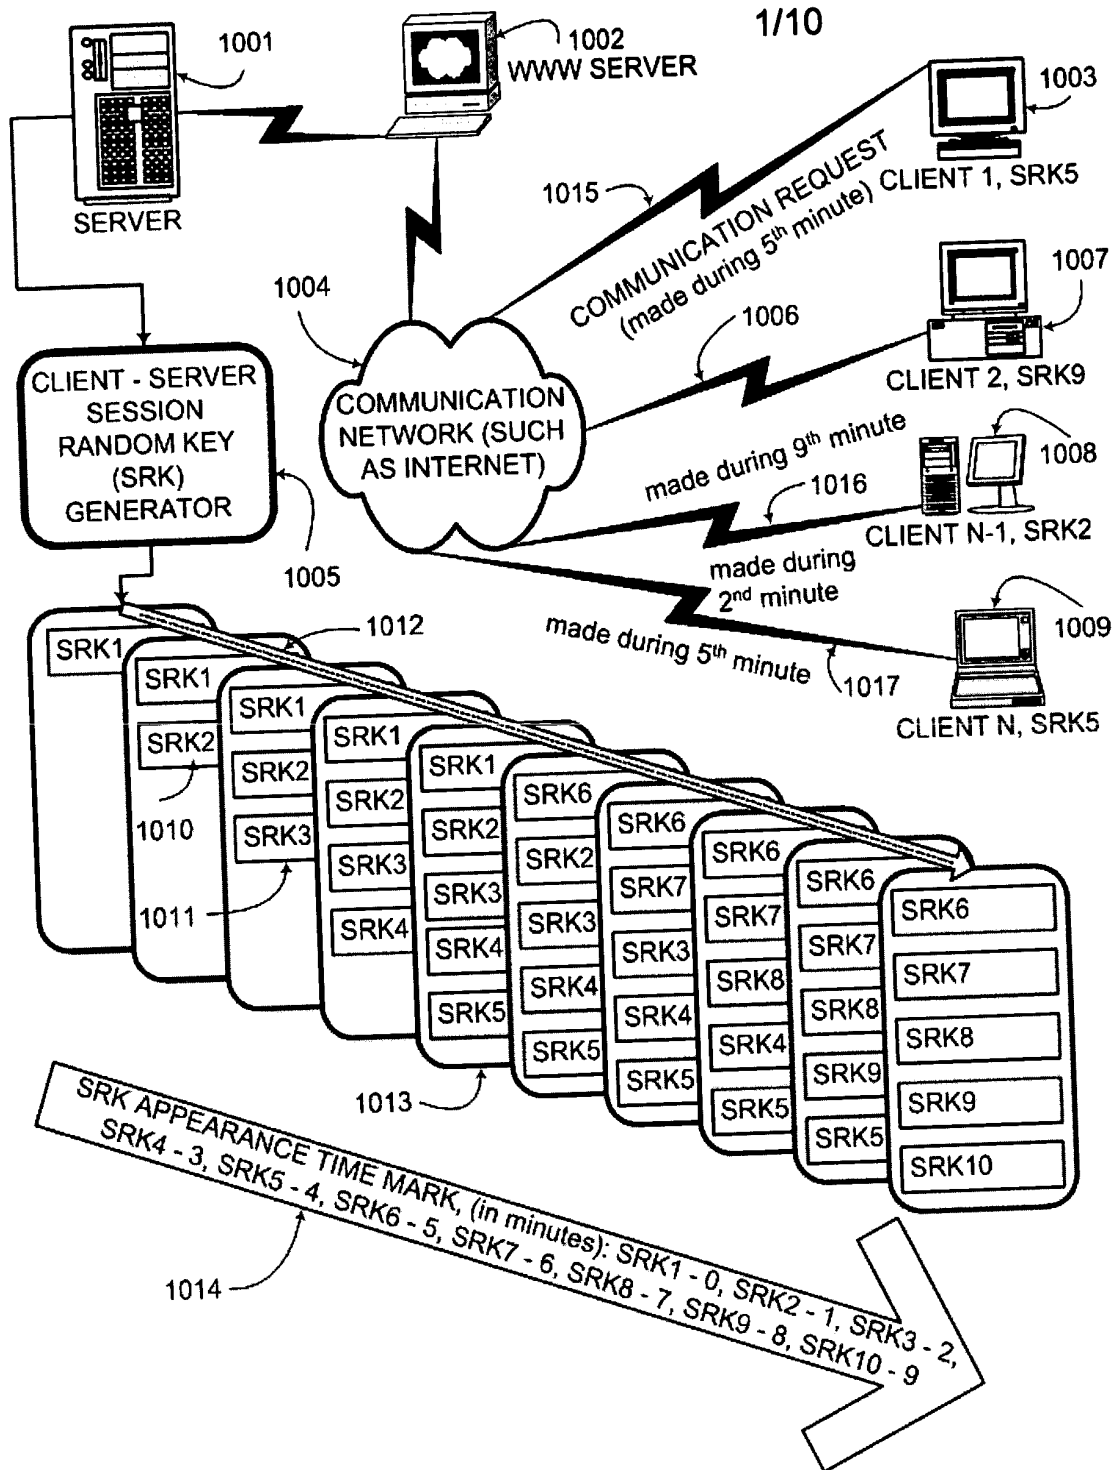 1/10
1001
1002
WWW SERVER
1003
SERVER
CLIENT 1, SRK5
1015
COMMUNICATION REQUEST
(made during 5th minute)
1004
1006
1007
CLIENT 2, SRK9
CLIENT - SERVER
SESSION
RANDOM KEY
(SRK)
GENERATOR
COMMUNICATION
NETWORK (SUCH
AS INTERNET)
made during 9th minute
1008
1016
CLIENT N-1, SRK2
1005
made during
2nd minute
1009
made during 5th minute
1017
CLIENT N, SRK5
1012
SRK1
SRK1
SRK2
1010
SRK1
SRK2
SRK3
1011
SRK1
SRK2
SRK3
SRK4
SRK1
SRK2
SRK3
SRK4
SRK5
1013
SRK6
SRK2
SRK3
SRK4
SRK5
SRK6
SRK7
SRK3
SRK4
SRK5
SRK6
SRK7
SRK8
SRK4
SRK5
SRK6
SRK7
SRK8
SRK9
SRK5
SRK6
SRK7
SRK8
SRK9
SRK10
SRK APPEARANCE TIME MARK, (in minutes): SRK1 - 0, SRK2 - 1, SRK3 - 2,
SRK4 - 3, SRK5 - 4, SRK6 - 5, SRK7 - 6, SRK8 - 7, SRK9 - 8, SRK10 - 9
1014